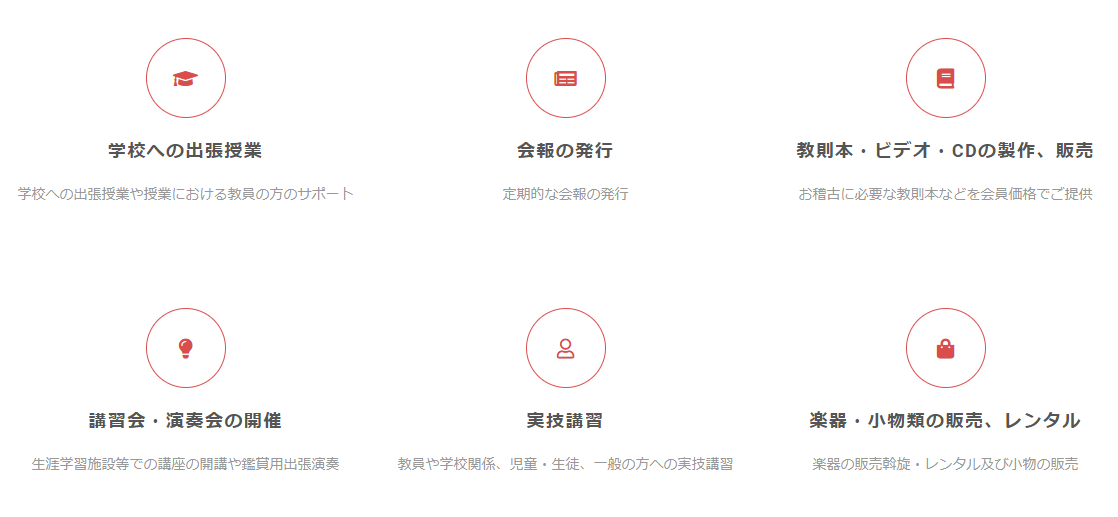 学校への出張授業
会報の発行
教則本・ビデオ・CDの製作、販売
学校への出張授業や授業における教員の方のサポート
定期的な会報の発行
お稽古に必要な教則本などを会員価格でご提供
講習会・演奏会の開催
実技講習
楽器・小物類の販売、レンタル
生涯学習施設等での講座の開講や鑑賞用出張演奏
教員や学校関係、児童・生徒、一般の方への実技講習
楽器の販売斡旋・レンタル及び小物の販売